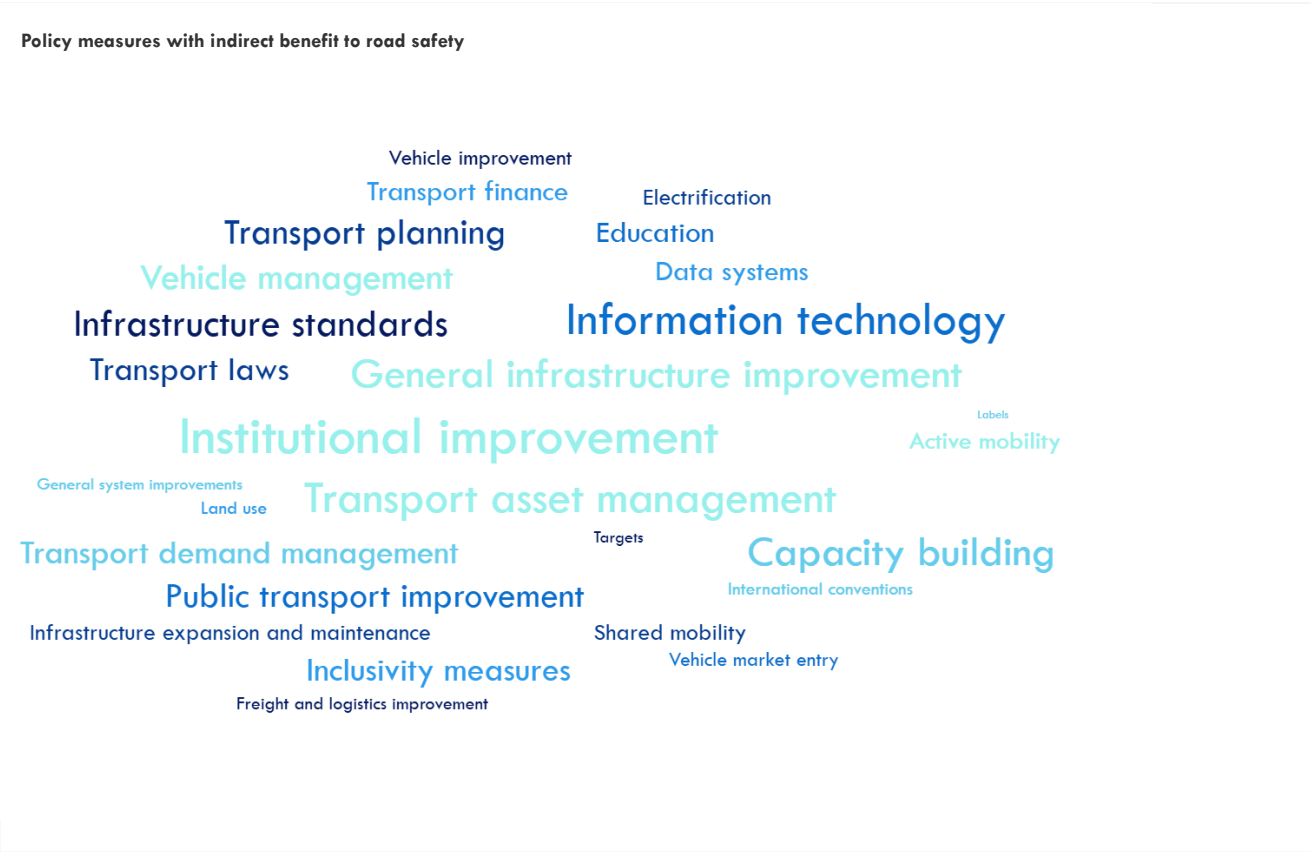 Policy measures with indirect benefit to road safety
Vehicle improvement
Transport finance
Electrification
Transport planning
Education
Vehicle management
Data systems
Infrastructure standards
Information technology
Transport laws
General infrastructure improvement
Labels
Institutional improvement
Active mobility
General system improvements
Land use
Transport asset management
Targets
Transport demand management
Capacity building
Public transport improvement
International conventions
Infrastructure expansion and maintenance
Shared mobility
Inclusivity measures
Vehicle market entry
Freight and logistics improvement